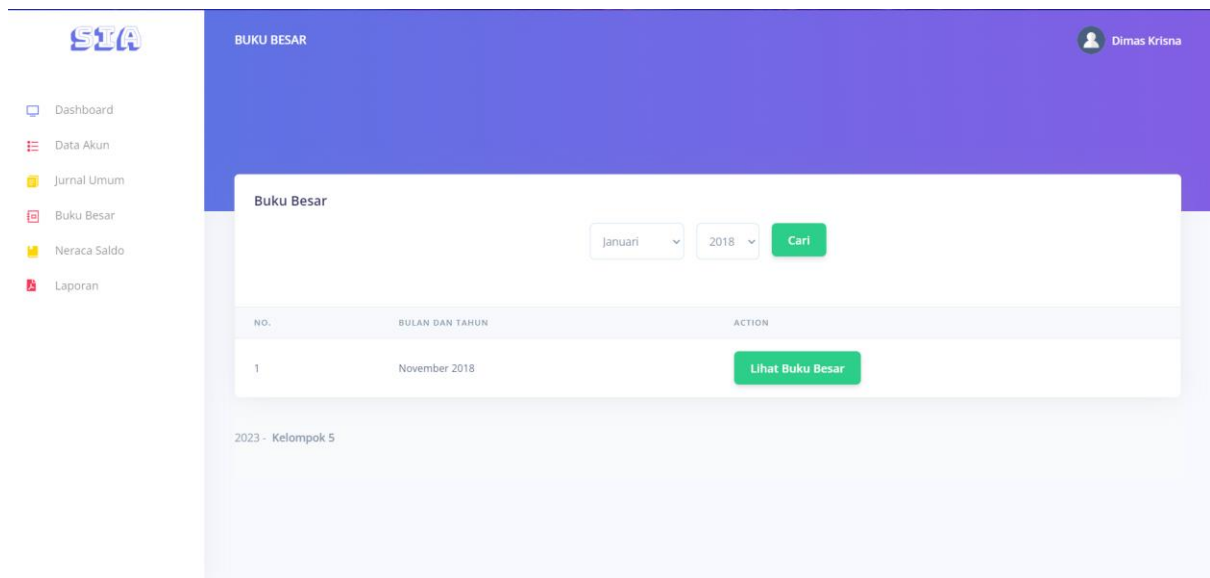 SIA
BUKU BESAR
Dimas Krisna
Dashboard
Data Akun
Jurnal Umum
Buku Besar
Neraca Saldo
Laporan
Buku Besar
Januari 2018 Cari
NO. BULAN DAN TAHUN ACTION
1 November 2018 Lihat Buku Besar
2023 - Kelompok 5